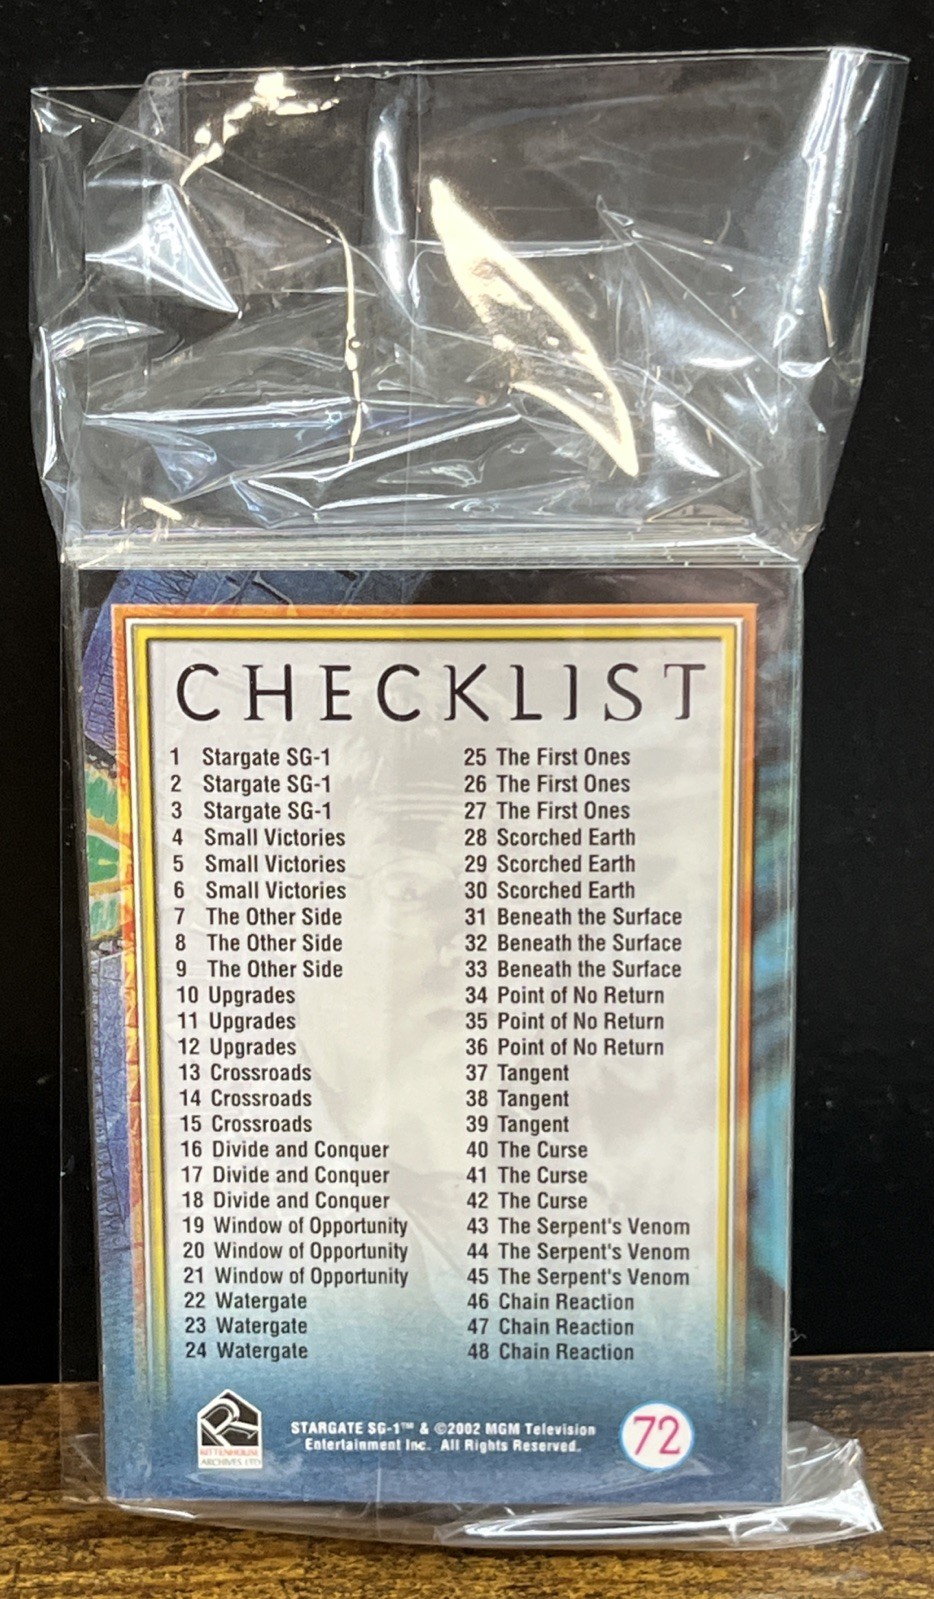 CHECKLIST
1 Stargate SG-1
2 Stargate SG-1
3 Stargate SG-1
4 Small Victories
5 Small Victories
6 Small Victories
7 The Other Side
8 The Other Side
9 The Other Side
10 Upgrades
11 Upgrades
12 Upgrades
13 Crossroads
14 Crossroads
15 Crossroads
16 Divide and Conquer
17 Divide and Conquer
18 Divide and Conquer
19 Window of Opportunity
20 Window of Opportunity
21 Window of Opportunity
22 Watergate
23 Watergate
24 Watergate
25 The First Ones
26 The First Ones
27 The First Ones
28 Scorched Earth
29 Scorched Earth
30 Scorched Earth
31 Beneath the Surface
32 Beneath the Surface
33 Beneath the Surface
34 Point of No Return
35 Point of No Return
36 Point of No Return
37 Tangent
38 Tangent
39 Tangent
40 The Curse
41 The Curse
42 The Curse
43 The Serpent's Venom
44 The Serpent's Venom
45 The Serpent's Venom
46 Chain Reaction
47 Chain Reaction
48 Chain Reaction
RITTENHOUSE
ARCHIVES LTD
STARGATE SG-1™ & ©2002 MGM Television
Entertainment Inc. All Rights Reserved.
72